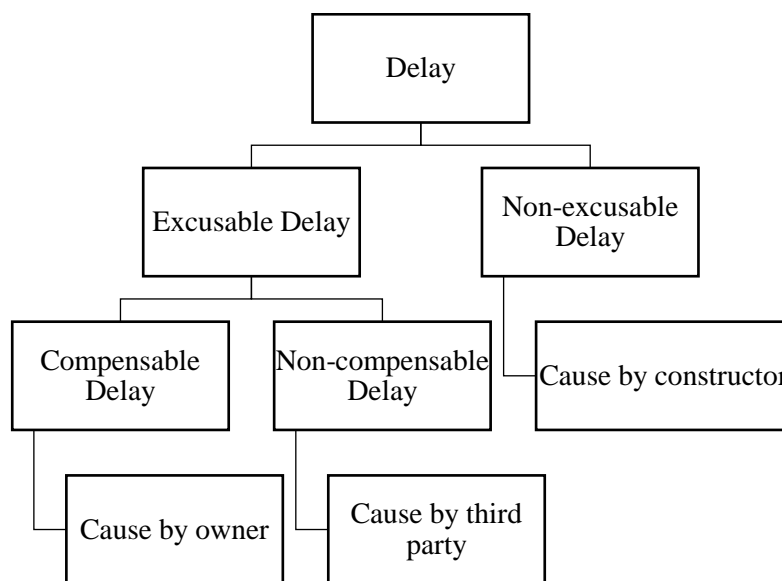 Delay
Excusable Delay
Non-excusable
Delay
Compensable
Delay
Non-compensable
Delay
Cause by constructor
Cause by owner
Cause by third
party